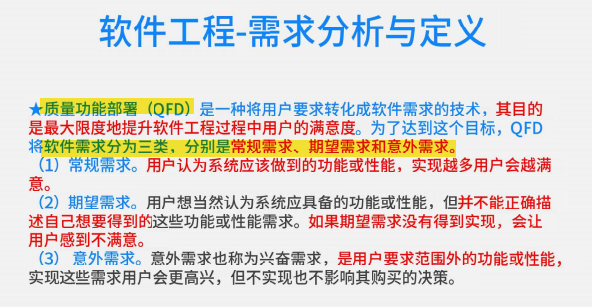 软件工程-需求分析与定义
★质量功能部署（QFD）是一种将用户要求转化成软件需求的技术，其目的
是最大限度地提升软件工程过程中用户的满意度。为了达到这个目标，QFD
将软件需求分为三类，分别是常规需求、期望需求和意外需求。
（1）常规需求。用户认为系统应该做到的功能或性能，实现越多用户会越满
意。
（2）期望需求。用户想当然认为系统应具备的功能或性能，但并不能正确描
述自己想要得到的这些功能或性能需求。如果期望需求没有得到实现，会让
用户感到不满意。
（3） 意外需求。意外需求也称为兴奋需求，是用户要求范围外的功能或性能，
实现这些需求用户会更高兴，但不实现也不影响其购买的决策。